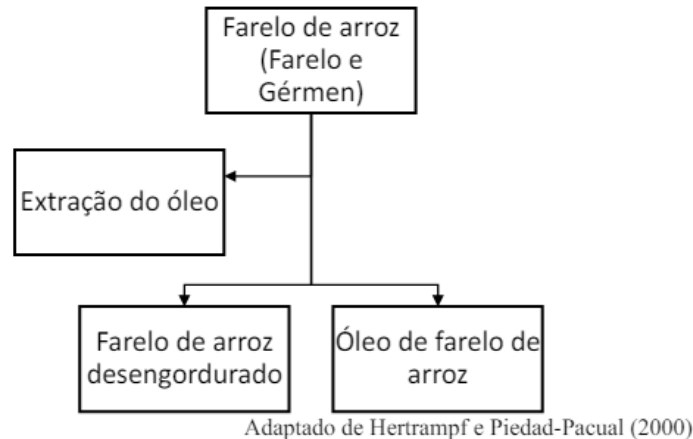 Farelo de arroz
(Farelo e
Gérmen)
Extração do óleo
Farelo de arroz
desengordurado
Óleo de farelo de
arroz
Adaptado de Hertrampf e Piedad-Pacual (2000)